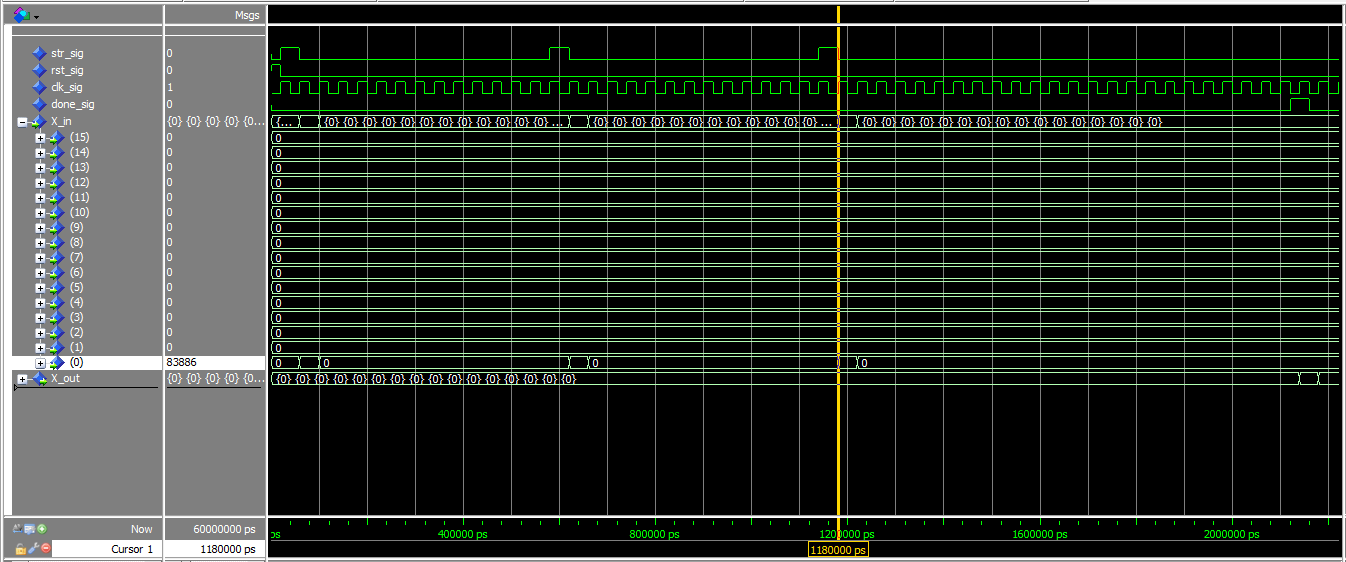 Msgs
str_sig 0
rst_sig 0
clk_sig 1
done_sig 0
X_in {0} {0} {0} {0} {0... {... {0} {0} {0} {0} {0} {0} {0} {0} {0} {0} ... {0} {0} {0} {0} {0} {0} {0} {0} {0} {0} ... {0} {0} {0} {0} {0} {0} {0} {0} {0} {0} {0} {0} {0} {0} {0} {0}
(15) 0 0
(14) 0 0
(13) 0 0
(12) 0 0
(11) 0 0
(10) 0 0
(9) 0 0
(8) 0 0
(7) 0 0
(6) 0 0
(5) 0 0
(4) 0 0
(3) 0 0
(2) 0 0
(1) 0 0
(0) 83886 0 0 0 0
X_out {0} {0} {0} {0} {0... {0} {0} {0} {0} {0} {0} {0} {0} {0} {0} {0} {0} {0} {0} {0} {0}
Now 60000000 ps ps 400000 ps 800000 ps 1200000 ps 1600000 ps 2000000 ps
Cursor 1 1180000 ps 1180000 ps